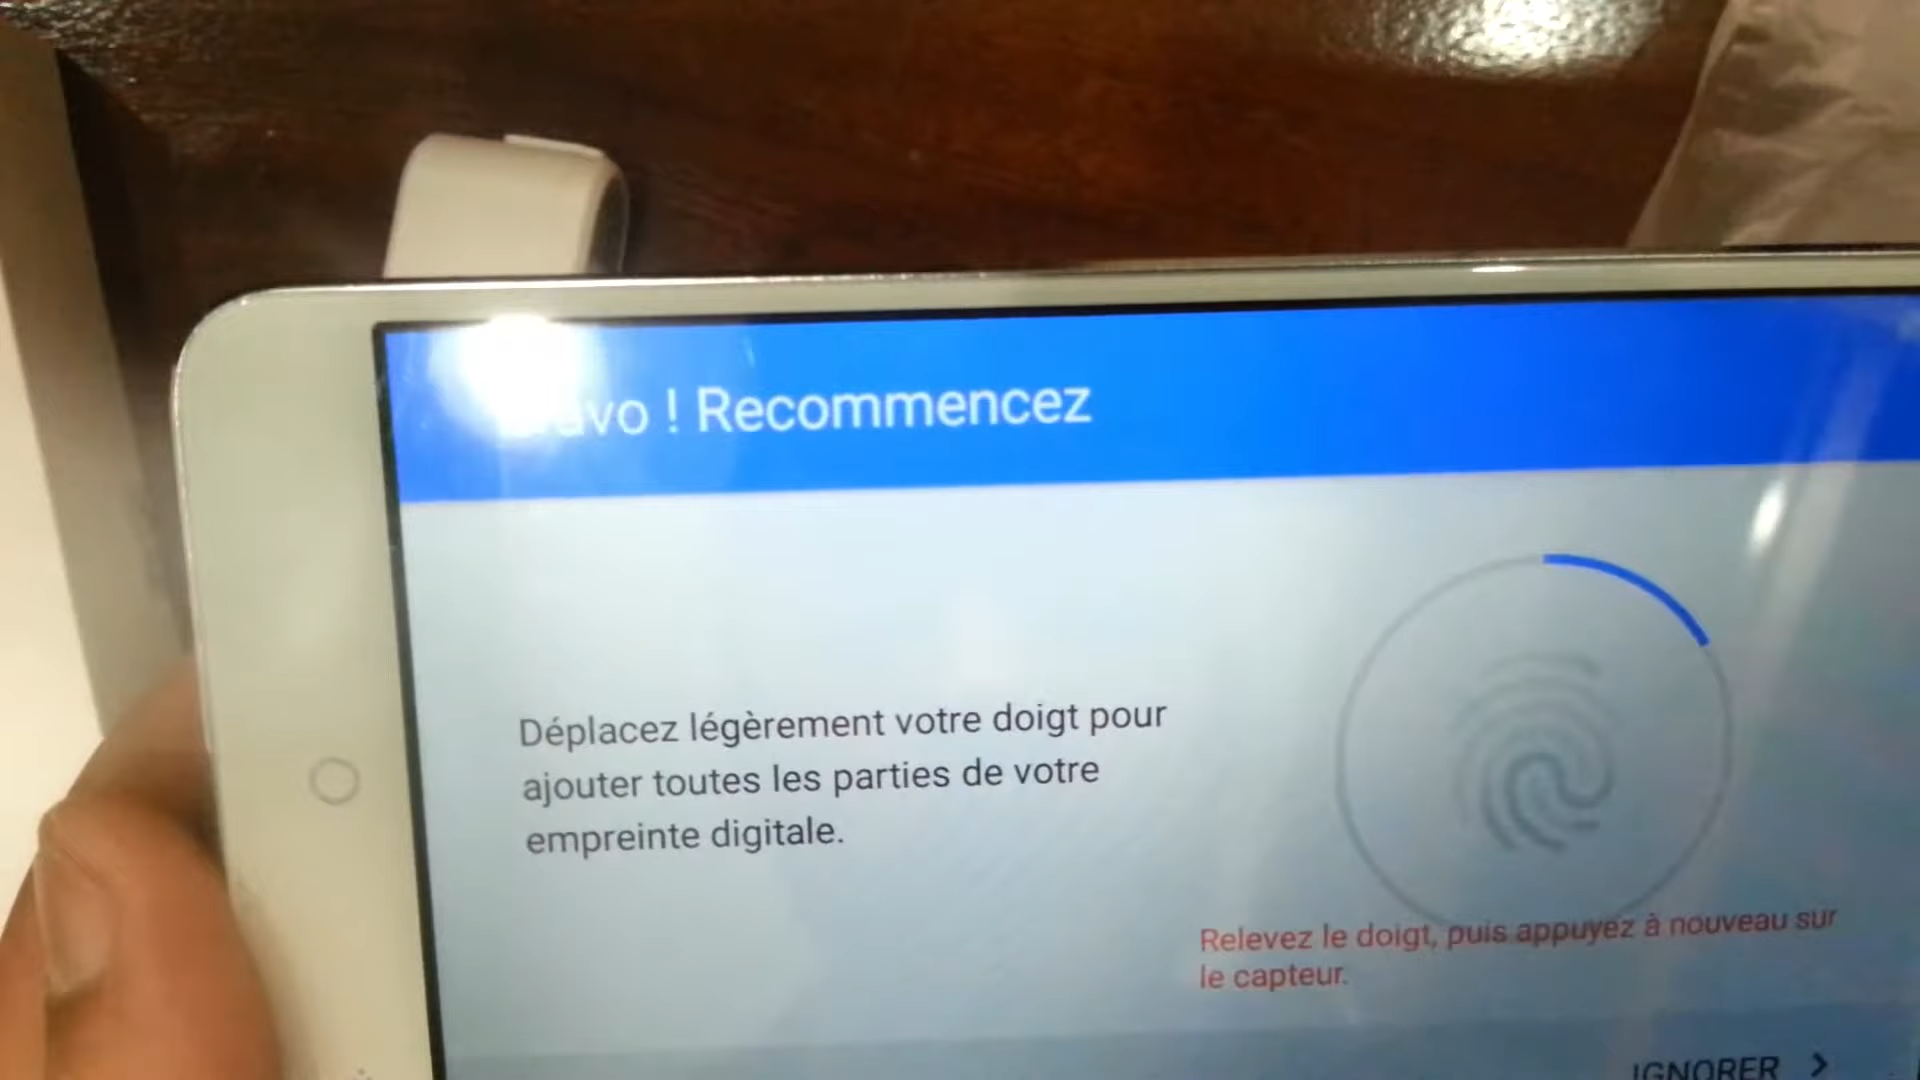 Bravo ! Recommencez
Déplacez légèrement votre doigt pour
ajouter toutes les parties de votre
empreinte digitale.
Relevez le doigt, puis appuyez à nouveau sur
le capteur.
IGNORER